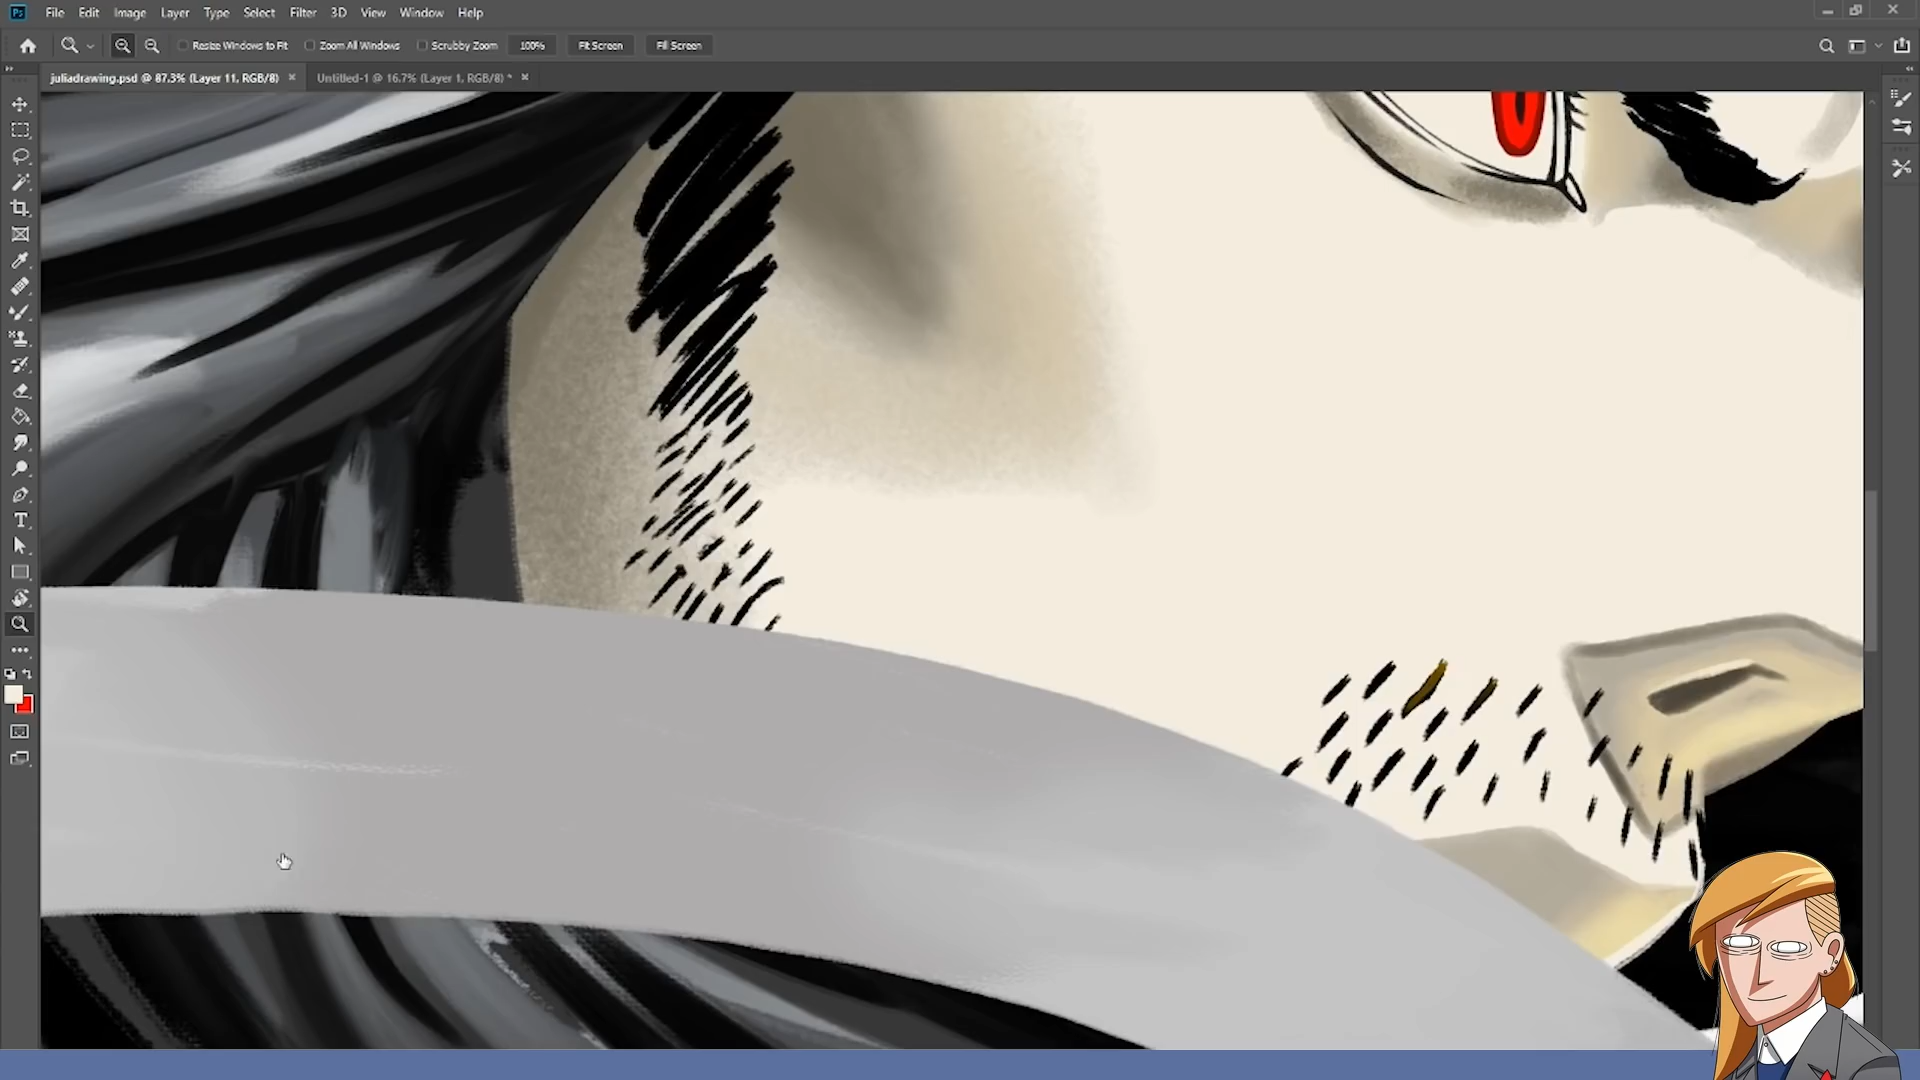 Ps File Edit Image Layer Type Select Filter 3D View Window Help
Resize Windows to Fit Zoom All Windows Scrubby Zoom 100% Fit Screen Fill Screen
juliadrawing.psd @ 87.3% (Layer 11, RGB/8) × Untitled-1 @ 16.7% (Layer 1, RGB/8) * ×
T